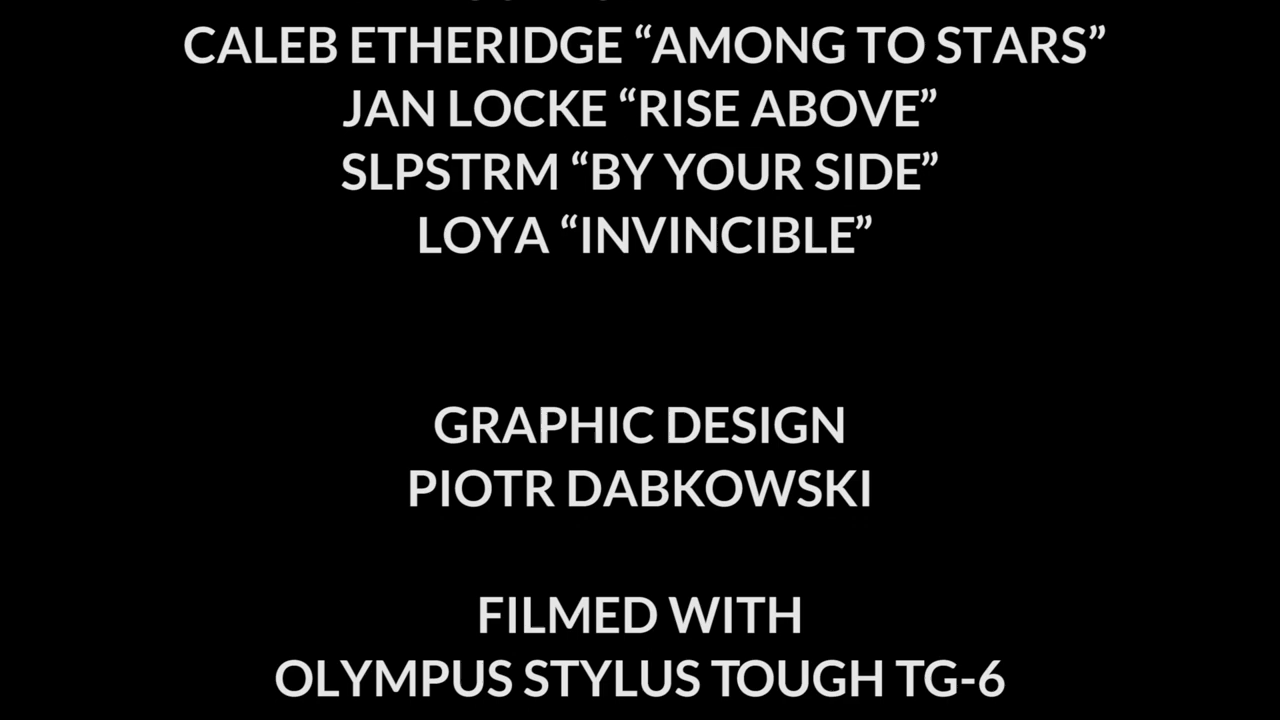 CALEB ETHERIDGE “AMONG TO STARS”
JAN LOCKE “RISE ABOVE”
SLPSTRM “BY YOUR SIDE”
LOYA “INVINCIBLE”
GRAPHIC DESIGN
PIOTR DABKOWSKI
FILMED WITH
OLYMPUS STYLUS TOUGH TG-6